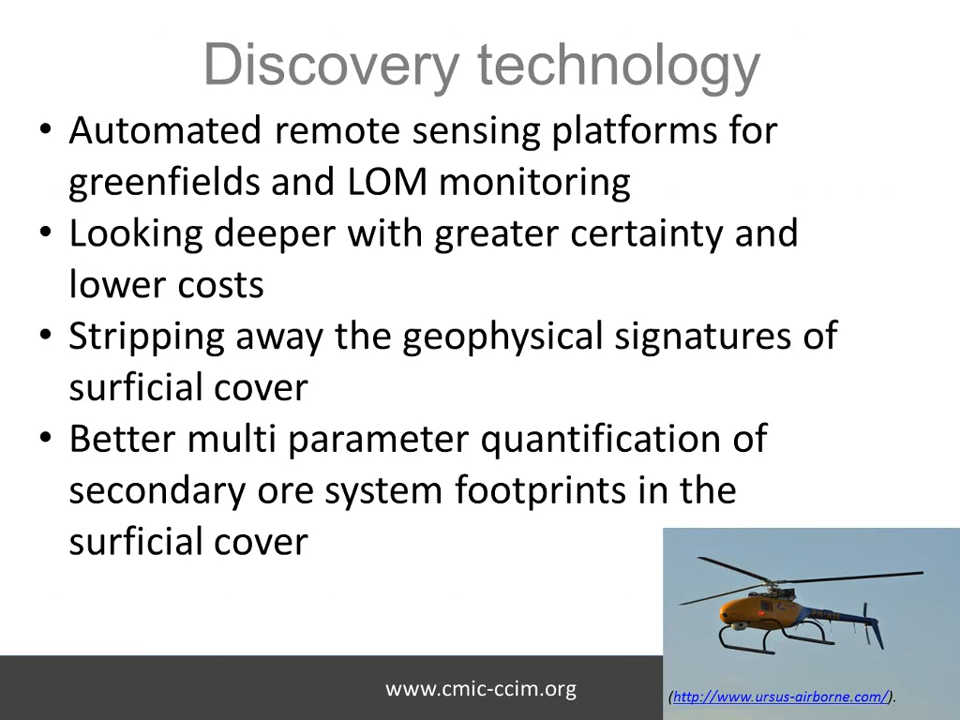 Discovery technology
• Automated remote sensing platforms for
greenfields and LOM monitoring
• Looking deeper with greater certainty and
lower costs
• Stripping away the geophysical signatures of
surficial cover
• Better multi parameter quantification of
secondary ore system footprints in the
surficial cover
www.cmic-ccim.org
(http://www.ursus-airborne.com/).